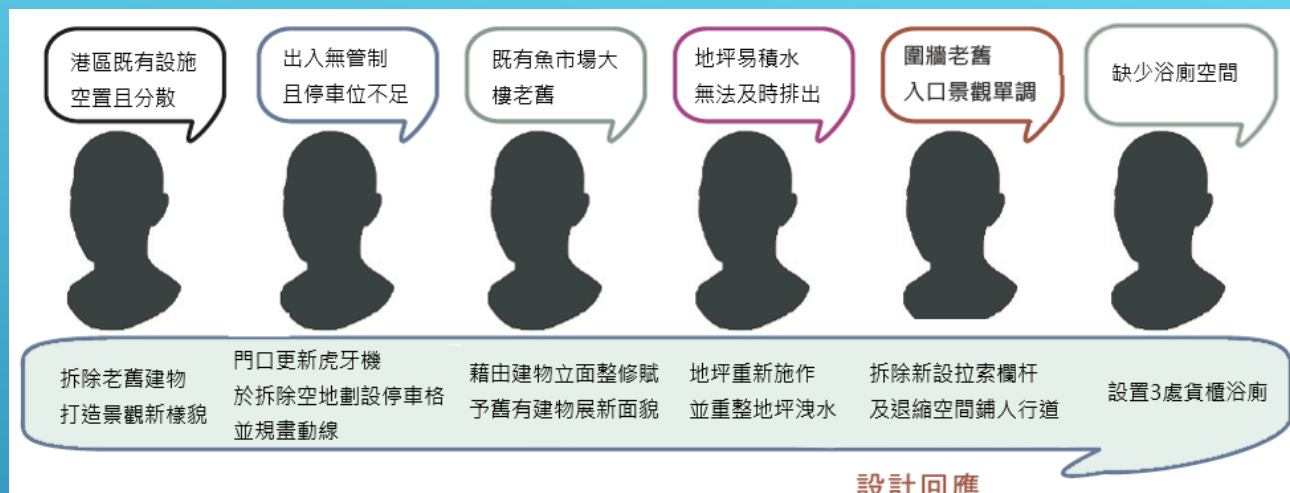 港區既有設施
空置且分散
出入無管制
且停車位不足
既有魚市場大
樓老舊
地坪易積水
無法及時排出
圍牆老舊
入口景觀單調
缺少浴廁空間
拆除老舊建物
打造景觀新樣貌
門口更新虎牙機
於拆除空地劃設停車格
並規畫動線
藉由建物立面整修賦
予舊有建物展新面貌
地坪重新施作
並重整地坪洩水
拆除新設拉索欄杆
及退縮空間鋪人行道
設置3處貨櫃浴廁
設計回應